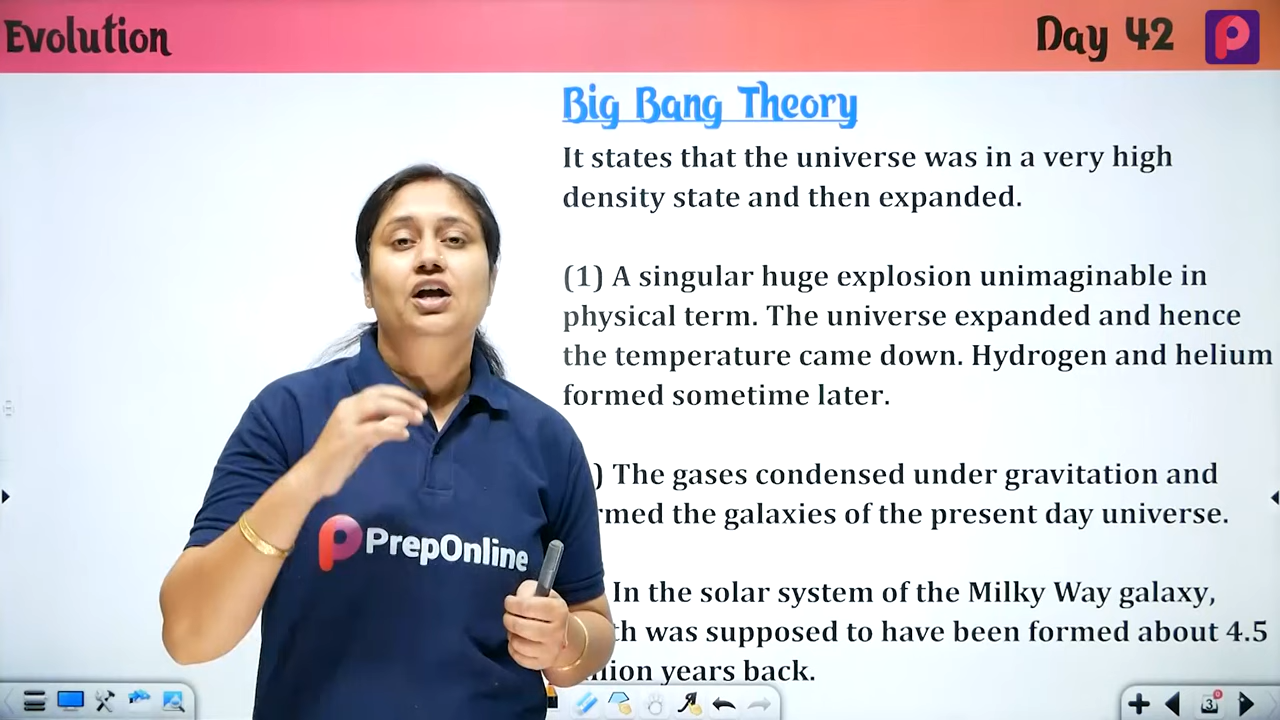 Evolution
Day 42
Big Bang Theory
It states that the universe was in a very high
density state and then expanded.
(1) A singular huge explosion unimaginable in
physical term. The universe expanded and hence
the temperature came down. Hydrogen and helium
formed sometime later.
) The gases condensed under gravitation and
rmed the galaxies of the present day universe.
In the solar system of the Milky Way galaxy,
th was supposed to have been formed about 4.5
years back.
PrepOnline
3